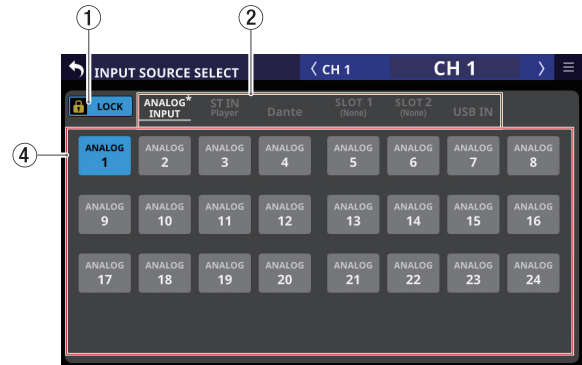 1
2
INPUT SOURCE SELECT
CH 1
CH 1
LOCK
ANALOG*
INPUT
ST IN
Player
Dante
SLOT 1
(None)
SLOT 2
(None)
USB IN
4
ANALOG
1
ANALOG
2
ANALOG
3
ANALOG
4
ANALOG
5
ANALOG
6
ANALOG
7
ANALOG
8
ANALOG
9
ANALOG
10
ANALOG
11
ANALOG
12
ANALOG
13
ANALOG
14
ANALOG
15
ANALOG
16
ANALOG
17
ANALOG
18
ANALOG
19
ANALOG
20
ANALOG
21
ANALOG
22
ANALOG
23
ANALOG
24